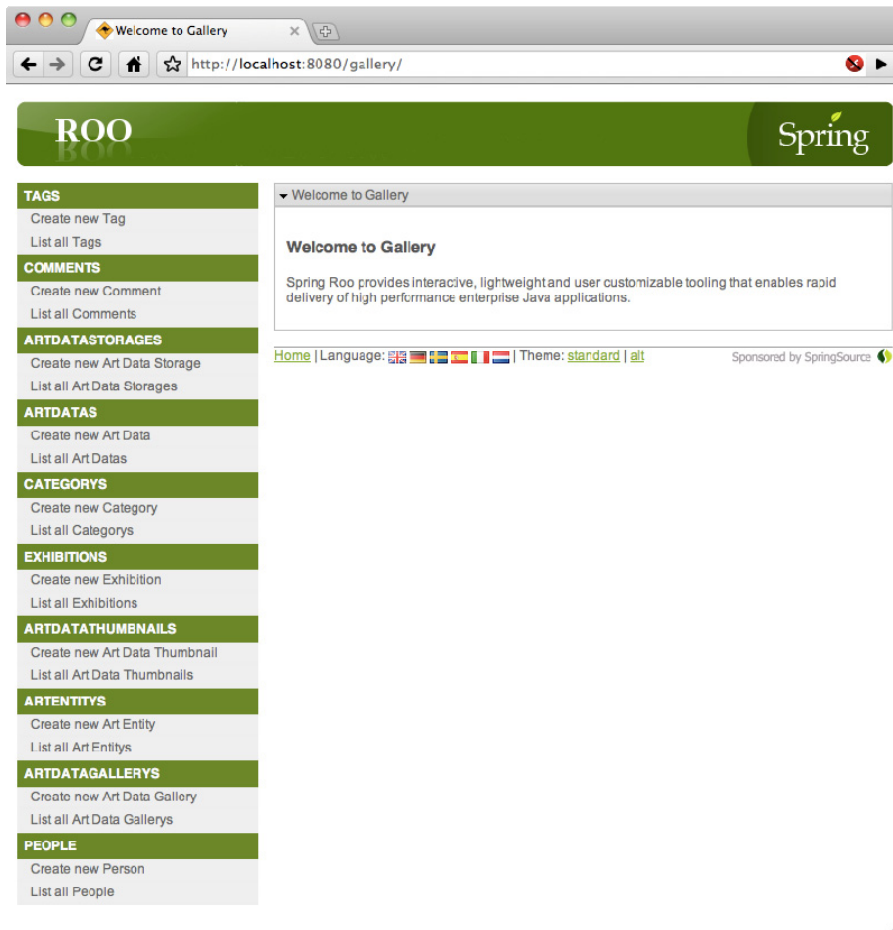 Welcome to Gallery
http://localhost:8080/gallery/
ROO
Spring
TAGS
Create new Tag
List all Tags
COMMENTS
Create new Comment
List all Comments
ARTDATASTORAGES
Create new Art Data Storage
List all Art Data Storages
ARTDATAS
Create new Art Data
List all Art Datas
CATEGORYS
Create new Category
List all Categorys
EXHIBITIONS
Create new Exhibition
List all Exhibitions
ARTDATATHUMBNAILS
Create new Art Data Thumbnail
List all Art Data Thumbnails
ARTENTITYS
Create new Art Entity
List all Art Entitys
ARTDATAGALLERYS
Create new Art Data Gallery
List all Art Data Gallerys
PEOPLE
Create new Person
List all People
Welcome to Gallery
Welcome to Gallery
Spring Roo provides interactive, lightweight and user customizable tooling that enables rapid
delivery of high performance enterprise Java applications.
Home | Language: | Theme: standard | alt
Sponsored by SpringSource